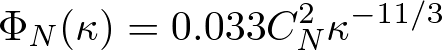 Φ_N(κ) = 0.033C_N^2 κ^{-11/3}